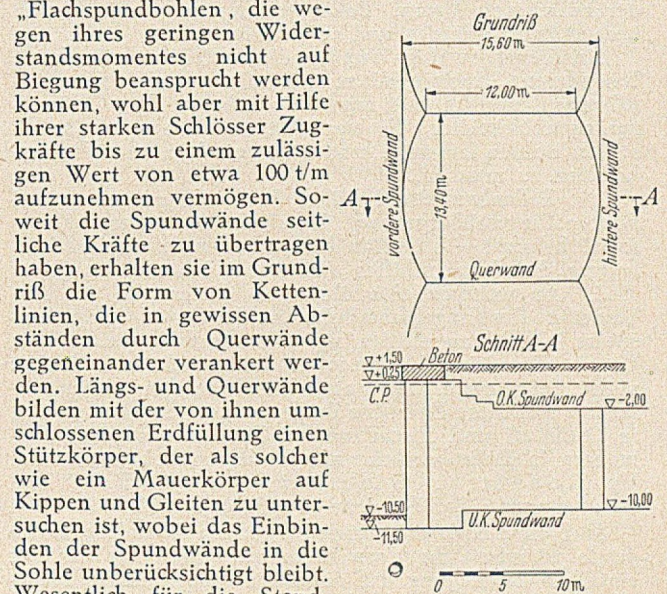 „Flachspundbohlen, die we-
gen ihres geringen Wider-
standsmomentes nicht auf
Biegung beansprucht werden
können, wohl aber mit Hilfe
ihrer starken Schlösser Zug-
kräfte bis zu einem zulässi-
gen Wert von etwa 100 t/m
aufzunehmen vermögen. So-
weit die Spundwände seit-
liche Kräfte zu übertragen
haben, erhalten sie im Grund-
riß die Form von Ketten-
linien, die in gewissen Ab-
ständen durch Querwände
gegeneinander verankert wer-
den. Längs- und Querwände
bilden mit der von ihnen um-
schlossenen Erdfüllung einen
Stützkörper, der als solcher
wie ein Mauerkörper auf
Kippen und Gleiten zu unter-
suchen ist, wobei das Einbin-
den der Spundwände in die
Sohle unberücksichtigt bleibt.
Wesentlich für die Stand-
Grundriß
15,60 m
12,00 m
13,40 m
vordere Spundwand
hintere Spundwand
A
A
Querwand
Schnitt A-A
+1,50
Beton
+0,25
C.P.
O.K. Spundwand
-2,00
-10,50
-10,00
U.K. Spundwand
-11,50
0 5 10 m